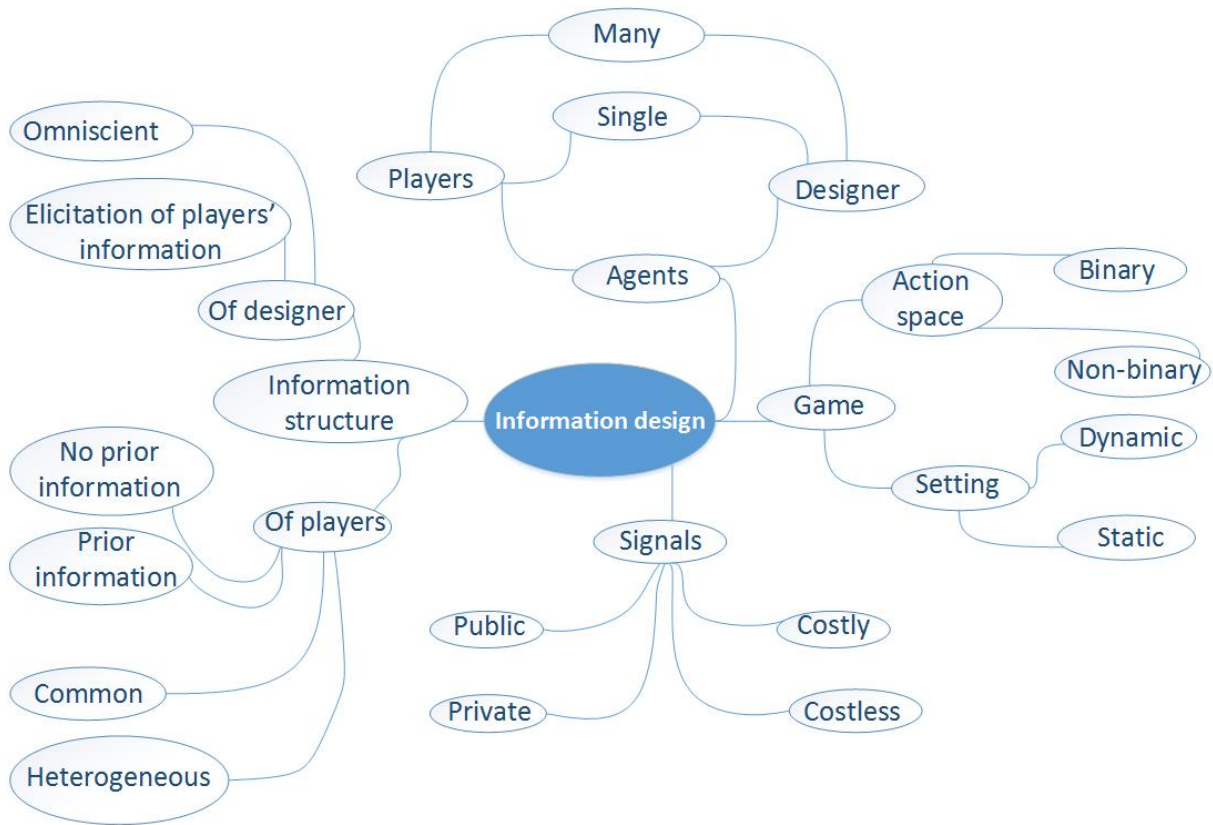 Many
Single
Players
Designer
Agents
Omniscient
Elicitation of players'
information
Of designer
Information
structure
No prior
information
Prior
information
Of players
Common
Heterogeneous
Information design
Action
space
Binary
Non-binary
Game
Dynamic
Setting
Static
Signals
Public
Costly
Private
Costless